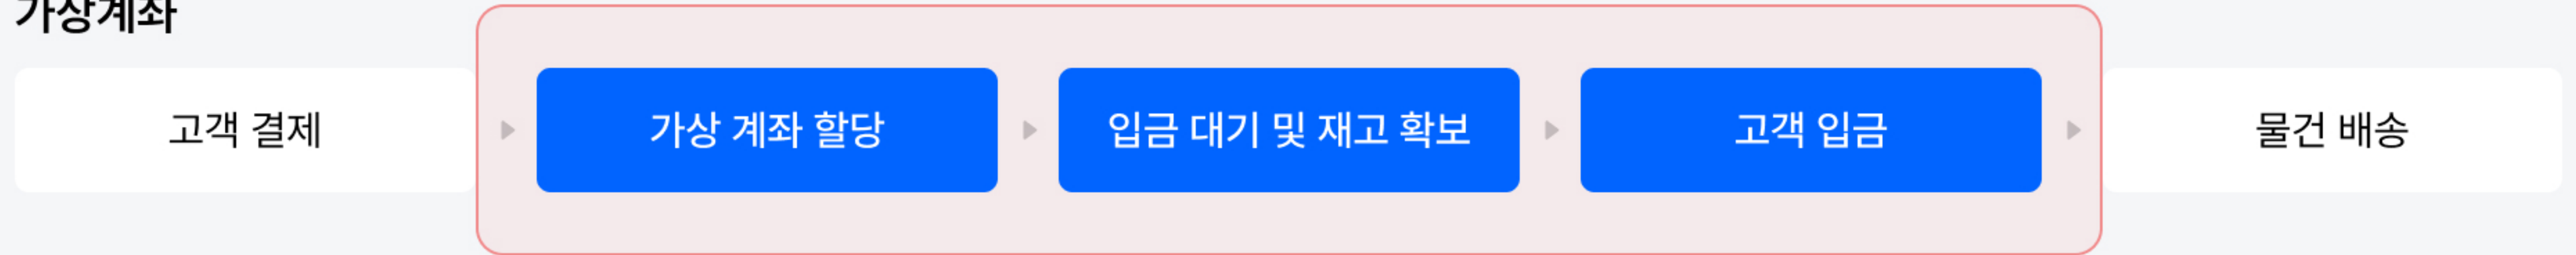 가상계좌
고객 결제
가상 계좌 할당
입금 대기 및 재고 확보
고객 입금
물건 배송